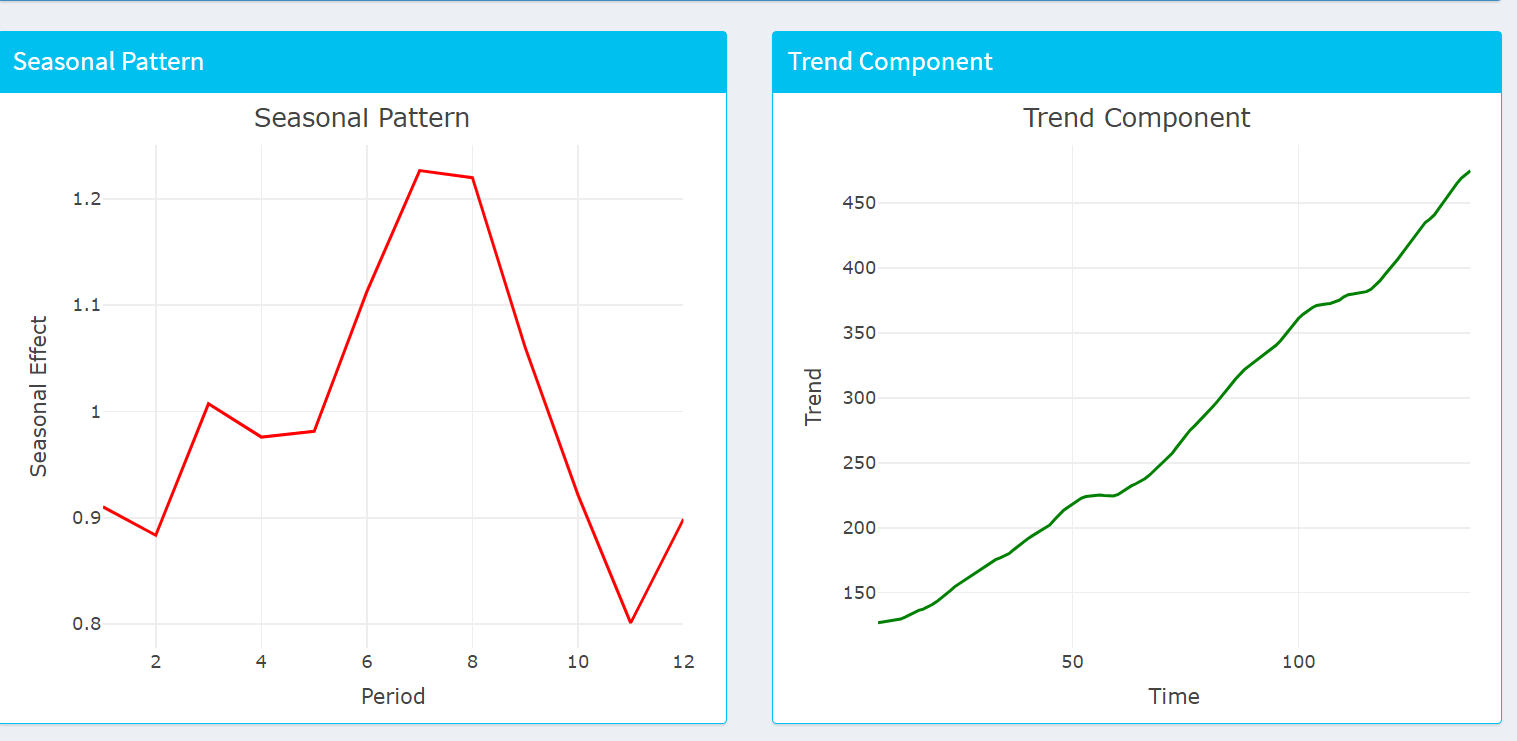 Seasonal Pattern
Seasonal Pattern
1.2
1.1
1
0.9
0.8
Seasonal Effect
2 4 6 8 10 12
Period
Trend Component
Trend Component
450
400
350
300
250
200
150
Trend
50 100
Time